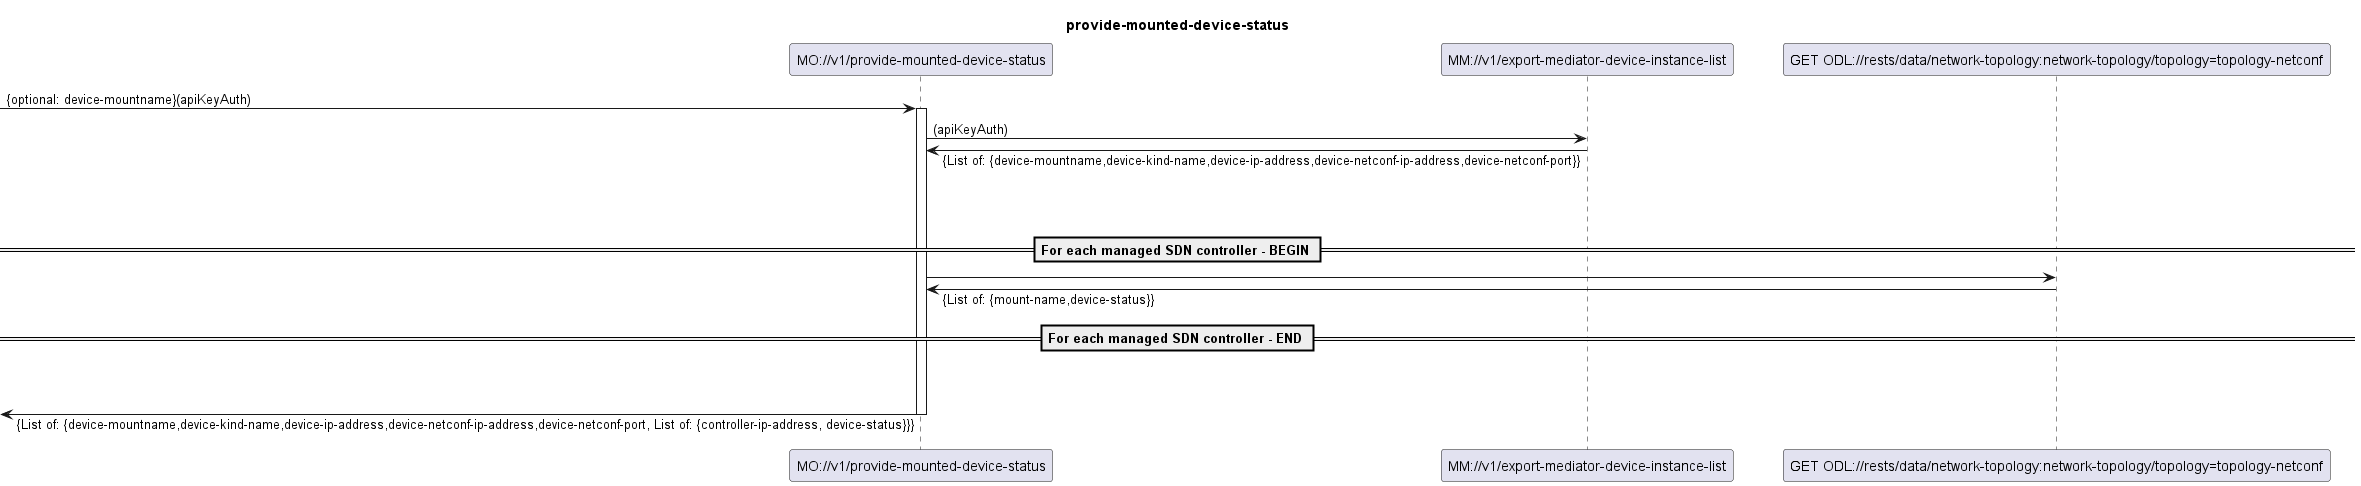 provide-mounted-device-status
MO://v1/provide-mounted-device-status
MM://v1/export-mediator-device-instance-list
GET ODL://rests/data/network-topology:network-topology/topology=topology-netconf
{optional: device-mountname}(apiKeyAuth)
(apiKeyAuth)
{List of: {device-mountname,device-kind-name,device-ip-address,device-netconf-ip-address,device-netconf-port}}
For each managed SDN controller - BEGIN
{List of: {mount-name,device-status}}
For each managed SDN controller - END
{List of: {device-mountname,device-kind-name,device-ip-address,device-netconf-ip-address,device-netconf-port, List of: {controller-ip-address, device-status}}}
MO://v1/provide-mounted-device-status
MM://v1/export-mediator-device-instance-list
GET ODL://rests/data/network-topology:network-topology/topology=topology-netconf